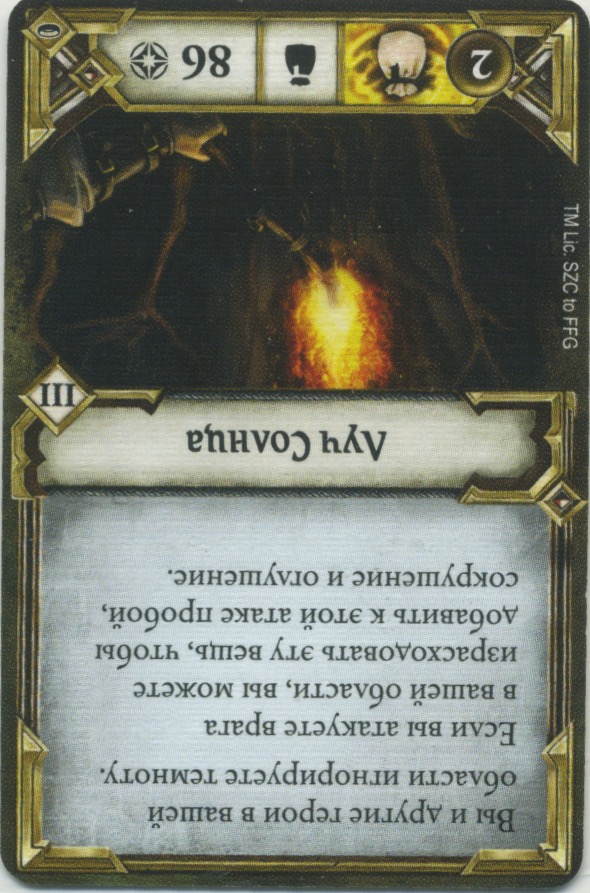 2
86
TM Lic. SZC to FFG
III
Луч Солнца
Вы и другие герои в вашей
области игнорируете темноту.
Если вы атакуете врага
в вашей области, вы можете
израсходовать эту вещь, чтобы
добавить к этой атаке пробой,
сокрушение и оглушение.